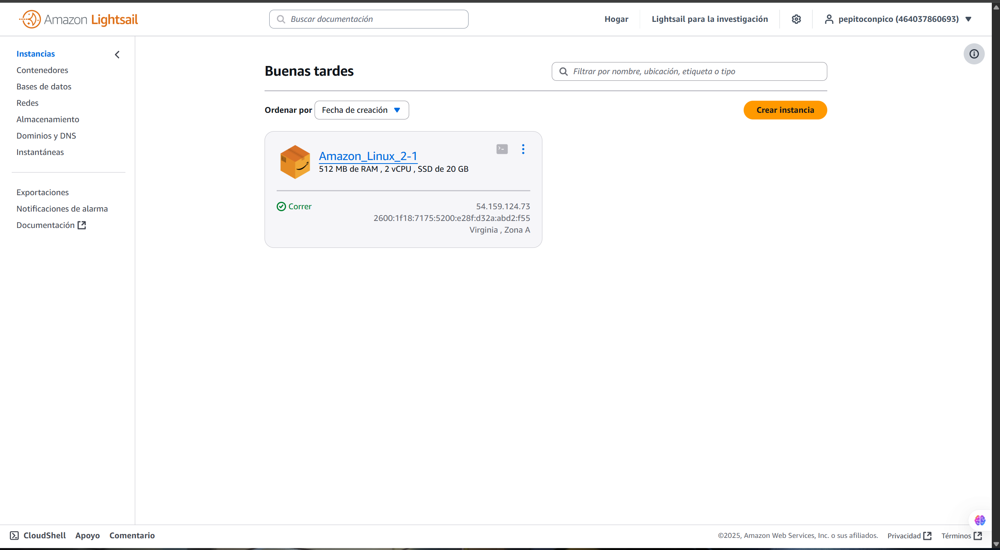 Amazon Lightsail
Buscar documentación
Hogar
Lightsail para la investigación
pepitoconpico (464037860693)
Instancias
Contenedores
Bases de datos
Redes
Almacenamiento
Dominios y DNS
Instantáneas
Exportaciones
Notificaciones de alarma
Documentación
Buenas tardes
Filtrar por nombre, ubicación, etiqueta o tipo
Ordenar por Fecha de creación
Crear instancia
Amazon_Linux_2-1
512 MB de RAM , 2 vCPU , SSD de 20 GB
Correr
54.159.124.73
2600:1f18:7175:5200:e28f:d32a:abd2:f55
Virginia , Zona A
CloudShell Apoyo Comentario
©2025, Amazon Web Services, Inc. o sus afiliados. Privacidad Términos